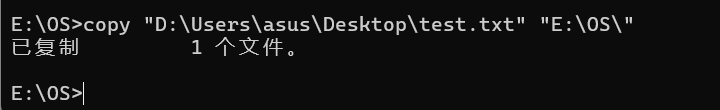 E:\OS>copy "D:\Users\asus\Desktop\test.txt" "E:\OS\"
已复制         1 个文件。
E:\OS>